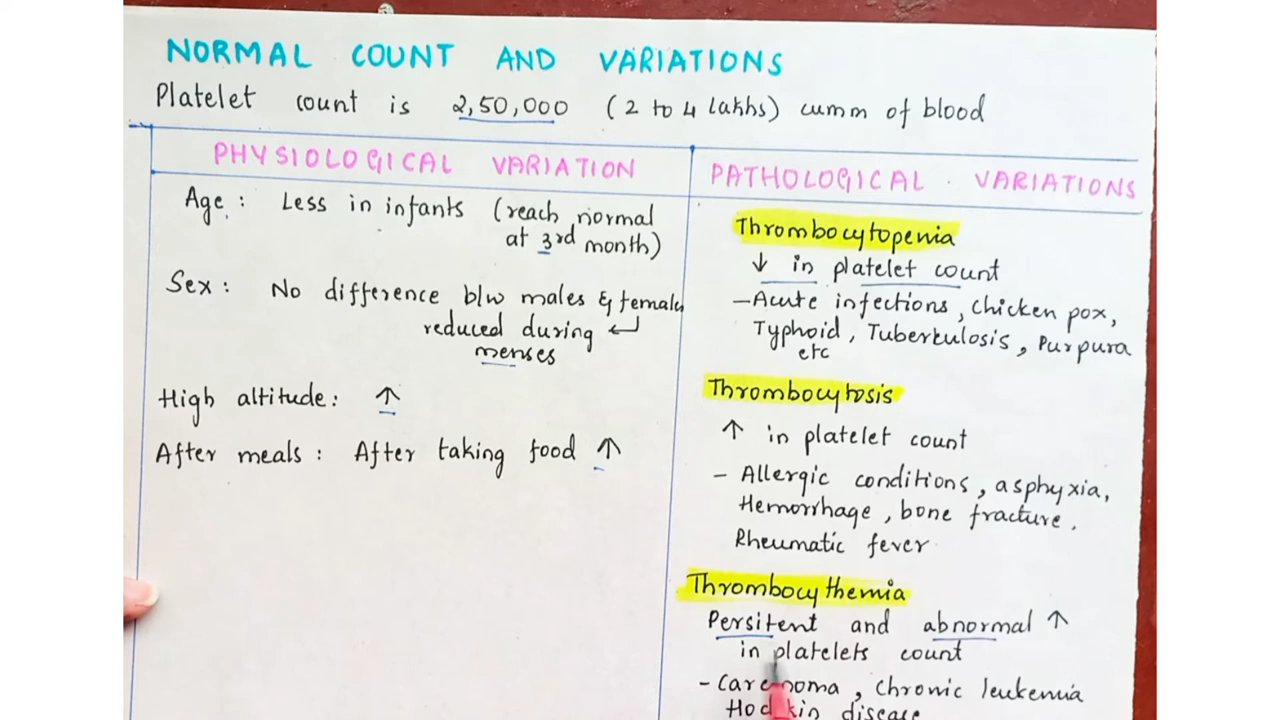 NORMAL COUNT AND VARIATIONS
Platelet count is 2,50,000 (2 to 4 lakhs) cumm of blood
PHYSIOLOGICAL VARIATION
Age : Less in infants (reach normal
at 3rd month)
Sex : No difference b/w males & females
reduced during ↵
menses
High altitude : ↑
After meals : After taking food ↑
PATHOLOGICAL VARIATIONS
Thrombocytopenia
↓ in platelet count
- Acute infections, chicken pox,
Typhoid, Tuberkulosis, Purpura
etc
Thrombocytosis
↑ in platelet count
- Allergic conditions, asphyxia,
Hemorrhage, bone fracture,
Rheumatic fever
Thrombocythemia
Persitent and abnormal ↑
in platelets count
- Carcinoma, Chronic leukemia
Hodkin disease